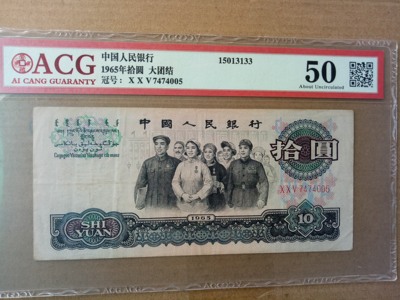 ACG
AI CANG GUARANTY
中国人民银行
1965年拾圆 大团结
冠号： X X V 7474005
15013133
50
About Uncirculated
中國人民銀行
拾圓
X X V 7474005
1965
SHI
YUAN
10